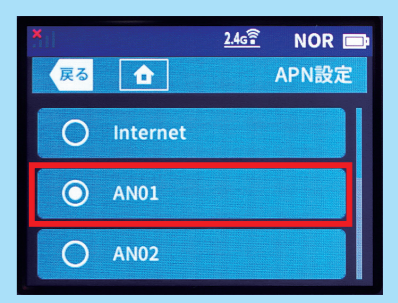 2.4G NOR
戻る APN設定
Internet
AN01
AN02